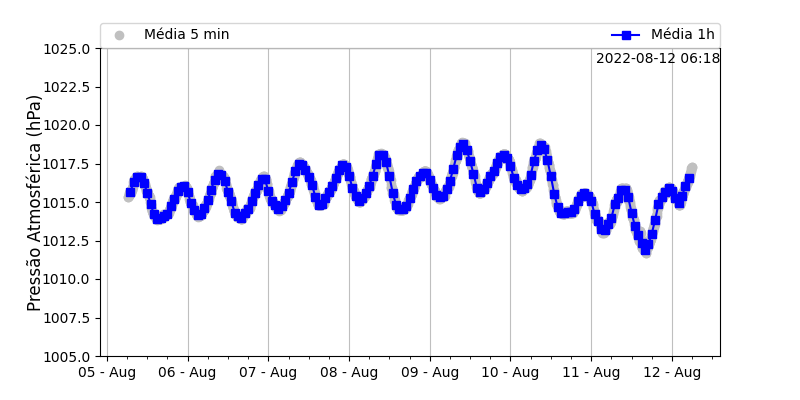 Média 5 min
Média 1h
2022-08-12 06:18
Pressão Atmosférica (hPa)
1025.0
1022.5
1020.0
1017.5
1015.0
1012.5
1010.0
1007.5
1005.0
05 - Aug
06 - Aug
07 - Aug
08 - Aug
09 - Aug
10 - Aug
11 - Aug
12 - Aug